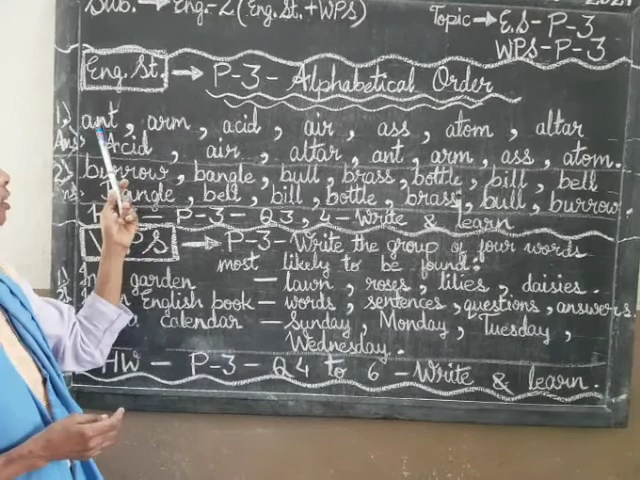 Sub. → Eng.-2 (Eng. St. + WPS)
Topic → E.S - P-3
WPS - P-3
2021
Eng. St. → P-3 - Alphabetical Order
1) ant, arm, acid, air, ass, atom, altar
Ans Acid, air, altar, ant, arm, ass, atom.
2) burrow, bangle, bull, brass, bottle, bill, bell
bangle, bell, bill, bottle, brass, bull, burrow.
P-3 - Q3, 4 - Write & learn
WPS → P-3 - Write the group of four words
most likely to be found.
1) garden — lawn, roses, lilies, daisies.
English book — words, sentences, questions, answers.
calendar — Sunday, Monday, Tuesday,
Wednesday.
HW - P-3 - Q4 to 6 - Write & learn.